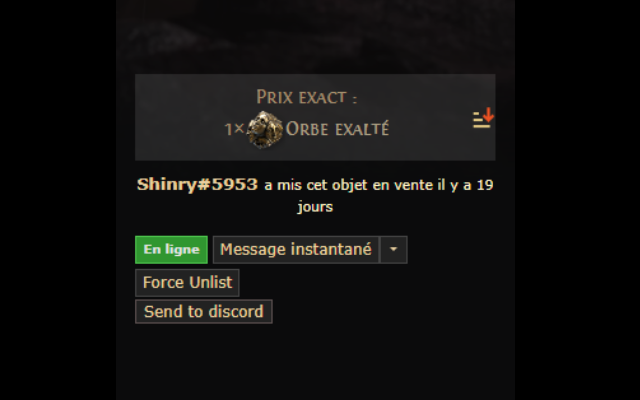 Prix exact :
1× Orbe exalté
Shinry#5953 a mis cet objet en vente il y a 19
jours
En ligne Message instantané
Force Unlist
Send to discord